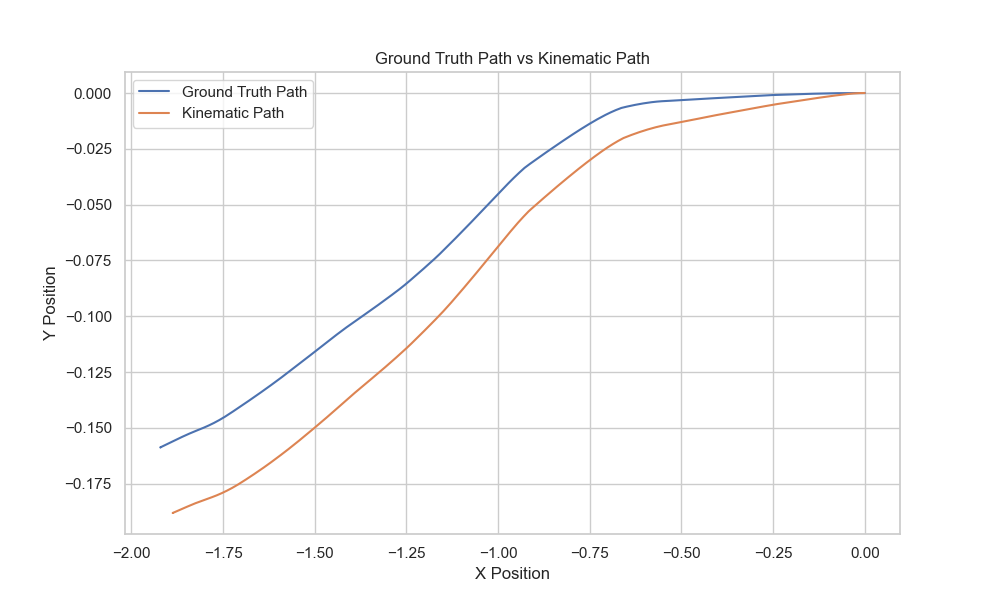 Ground Truth Path vs Kinematic Path
Ground Truth Path
Kinematic Path
0.000
−0.025
−0.050
−0.075
−0.100
−0.125
−0.150
−0.175
Y Position
−2.00 −1.75 −1.50 −1.25 −1.00 −0.75 −0.50 −0.25 0.00
X Position